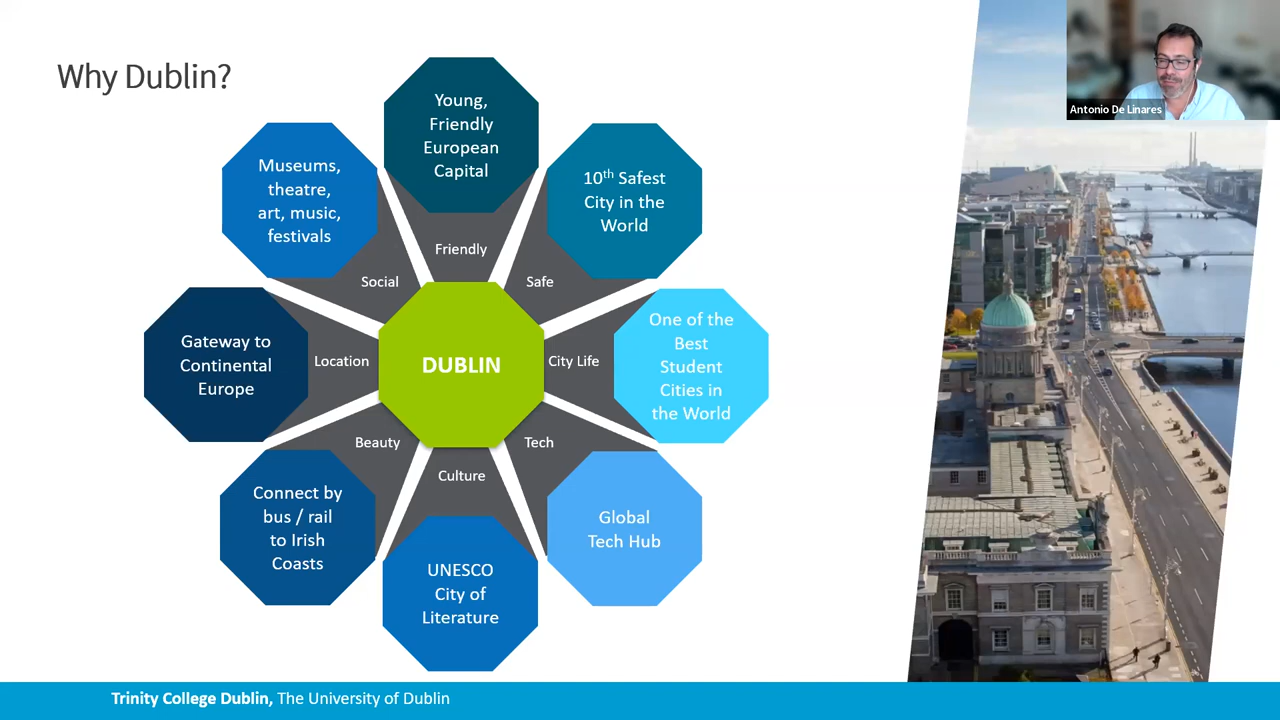 Why Dublin?
Antonio De Linares
Young,
Friendly
European
Capital
10th Safest
City in the
World
One of the
Best
Student
Cities in
the World
Global
Tech Hub
UNESCO
City of
Literature
Connect by
bus / rail
to Irish
Coasts
Gateway to
Continental
Europe
Museums,
theatre,
art, music,
festivals
Friendly
Safe
City Life
Tech
Culture
Beauty
Location
Social
DUBLIN
Trinity College Dublin, The University of Dublin